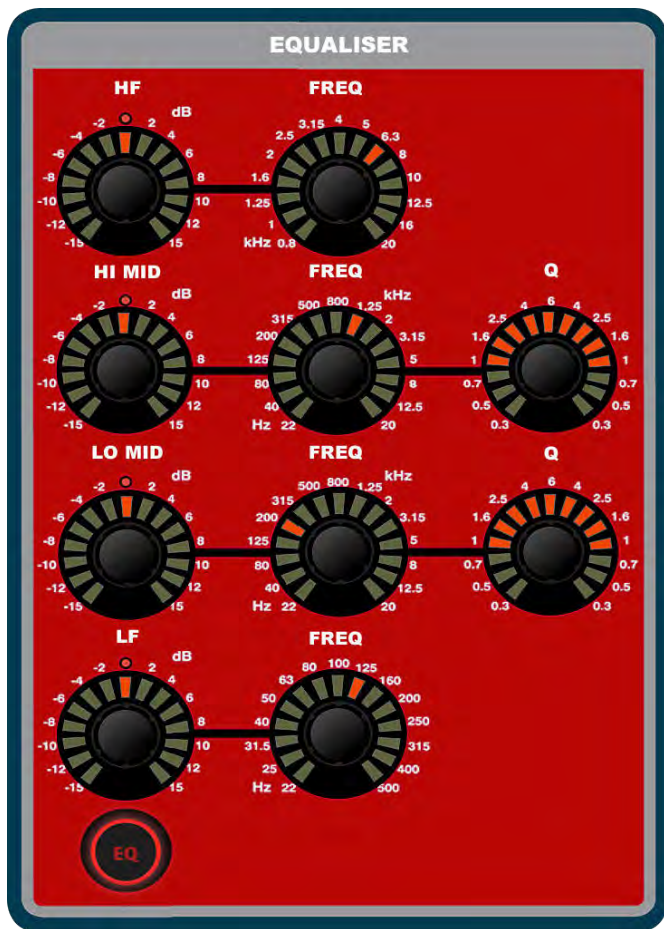 EQUALISER
HF
dB
-15 -12 -10 -8 -6 -4 -2 2 4 6 8 10 12 15
FREQ
kHz 0.8 1 1.25 1.6 2 2.5 3.15 4 5 6.3 8 10 12.5 16 20
HI MID
dB
-15 -12 -10 -8 -6 -4 -2 2 4 6 8 10 12 15
FREQ
Hz 22 40 80 125 200 315 500 800 1.25 kHz 2 3.15 5 8 12.5 20
Q
0.3 0.5 0.7 1 1.6 2.5 4 6 4 2.5 1.6 1 0.7 0.5 0.3
LO MID
dB
-15 -12 -10 -8 -6 -4 -2 2 4 6 8 10 12 15
FREQ
Hz 22 40 80 125 200 315 500 800 1.25 kHz 2 3.15 5 8 12.5 20
Q
0.3 0.5 0.7 1 1.6 2.5 4 6 4 2.5 1.6 1 0.7 0.5 0.3
LF
dB
-15 -12 -10 -8 -6 -4 -2 2 4 6 8 10 12 15
FREQ
Hz 22 25 31.5 40 50 63 80 100 125 160 200 250 315 400 500
EQ